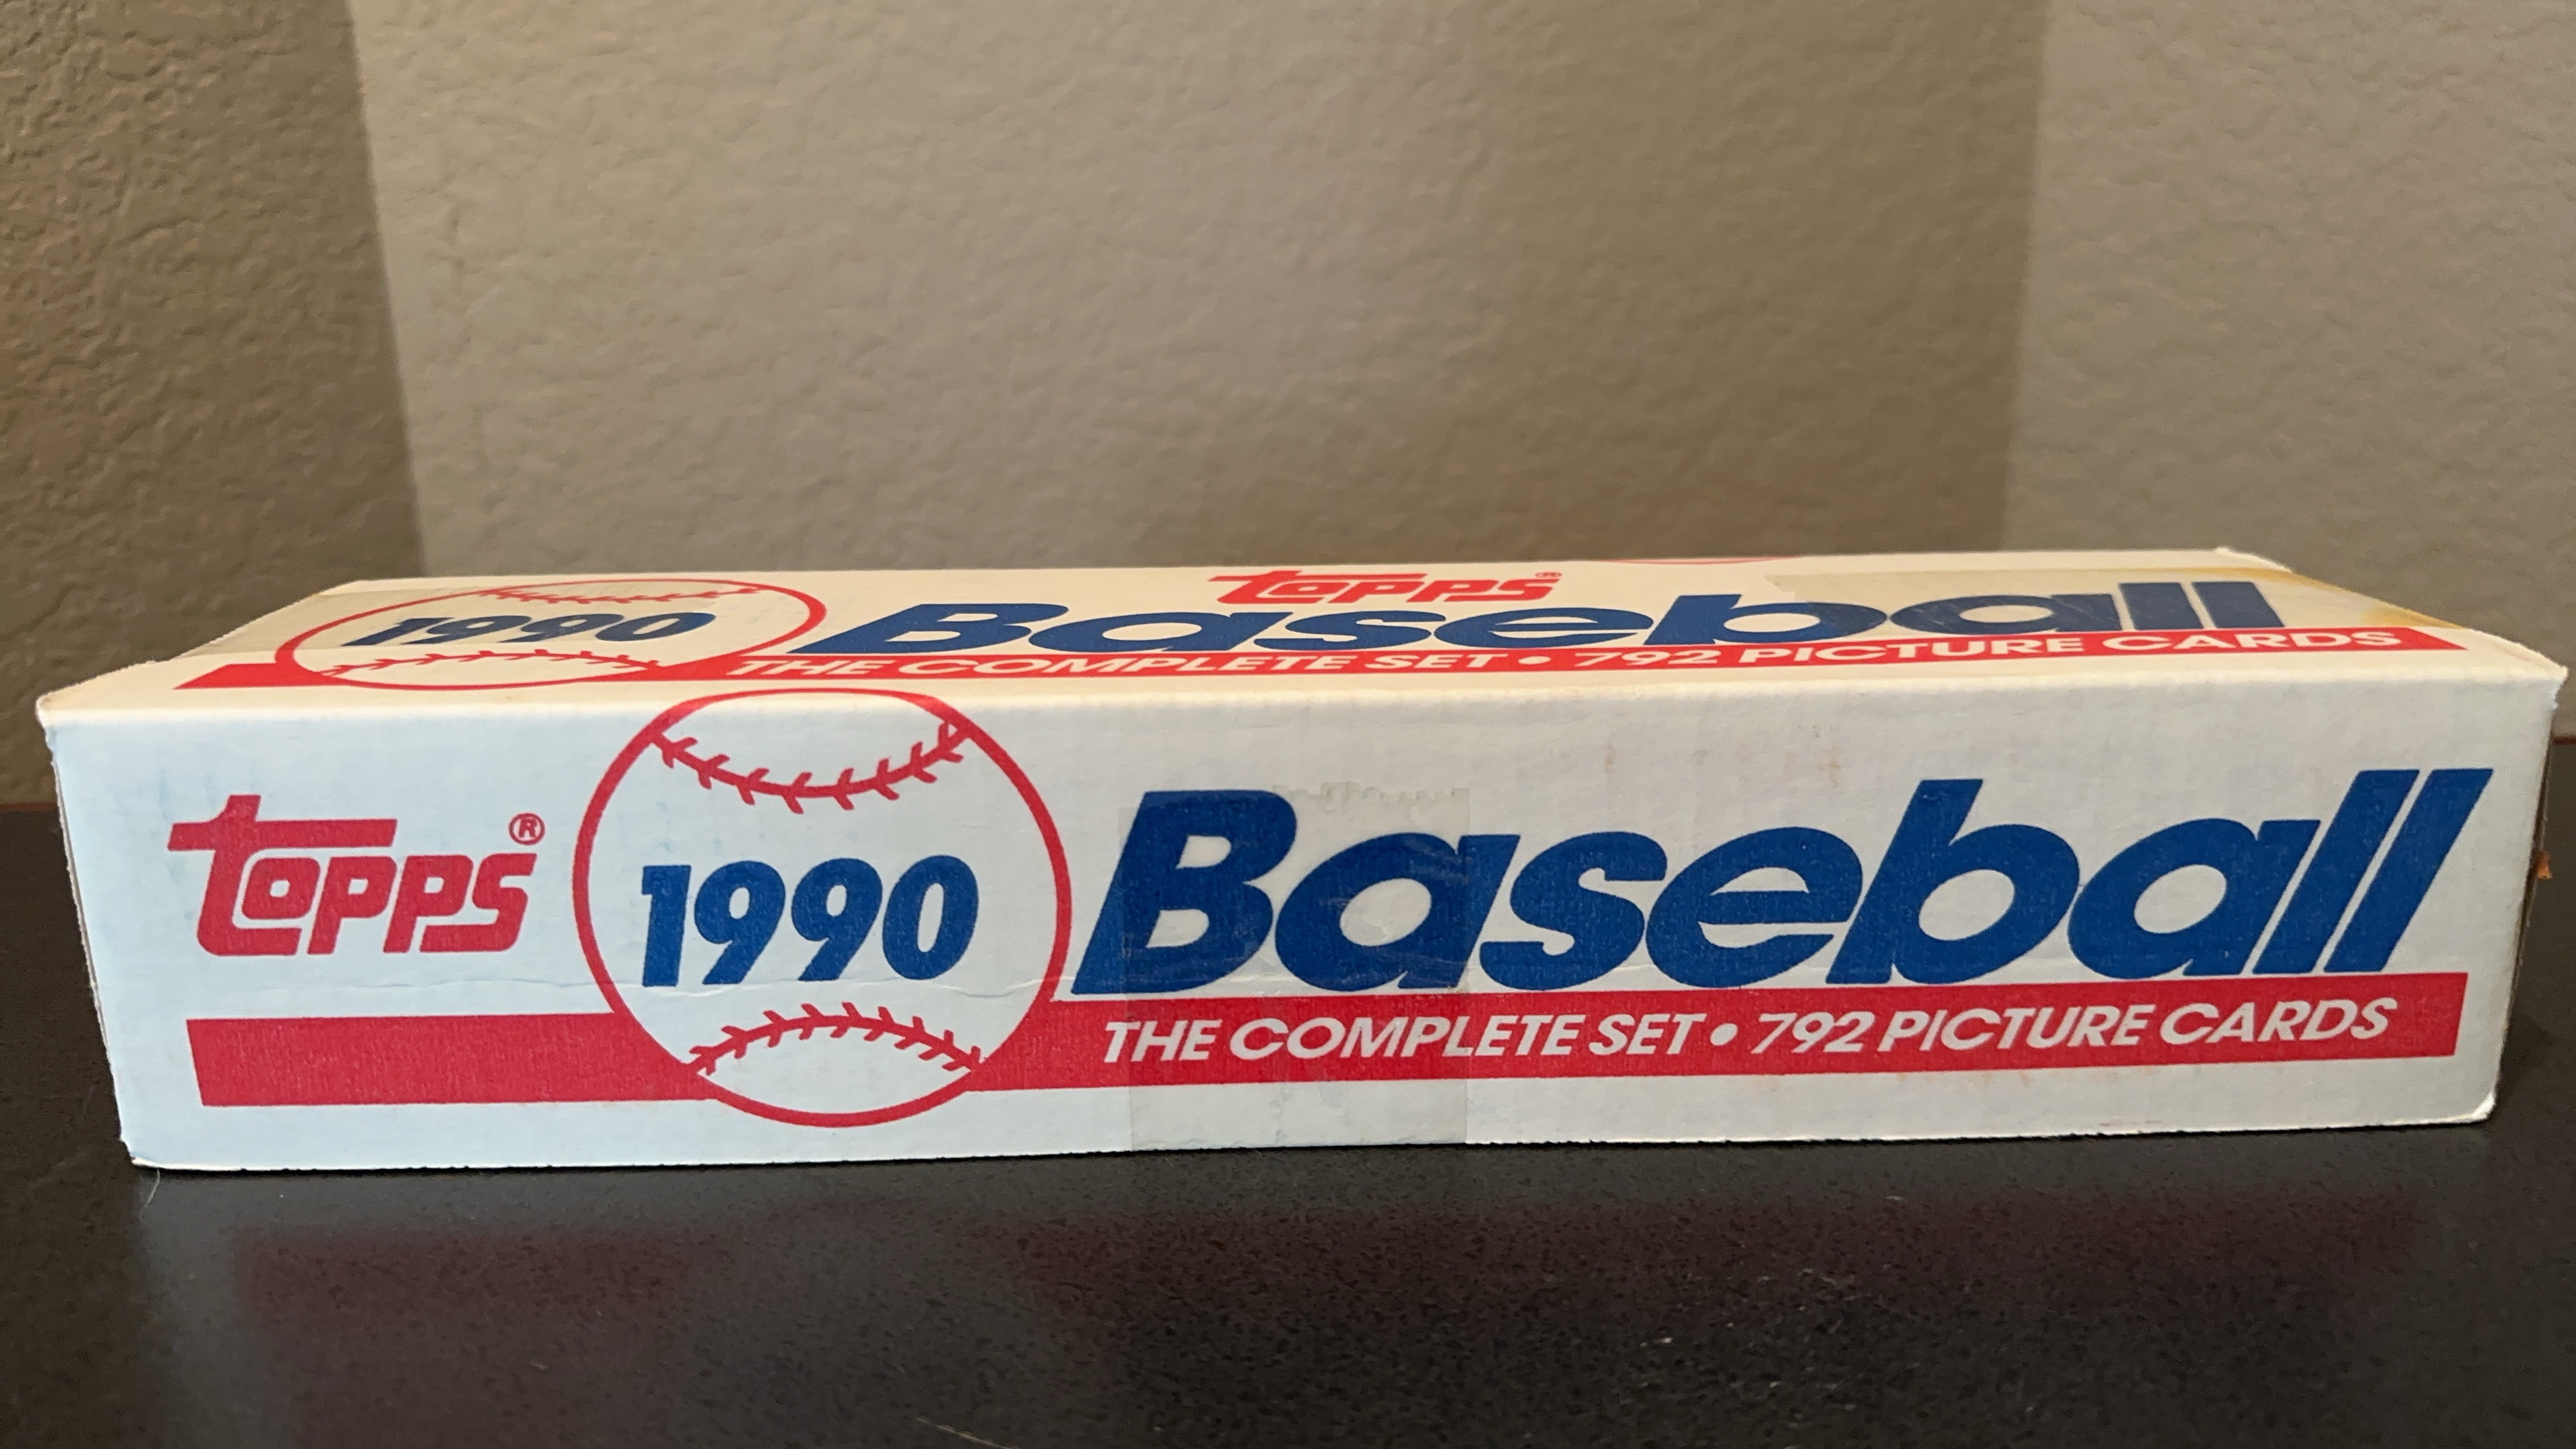 1990
Topps®
Baseball
THE COMPLETE SET • 792 PICTURE CARDS
Topps®
1990
Baseball
THE COMPLETE SET • 792 PICTURE CARDS